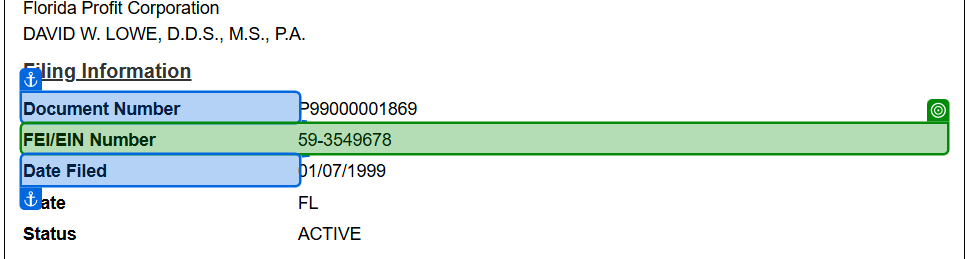 Florida Profit Corporation
DAVID W. LOWE, D.D.S., M.S., P.A.
Filing Information
Document Number P99000001869
FEI/EIN Number 59-3549678
Date Filed 01/07/1999
ate FL
Status ACTIVE